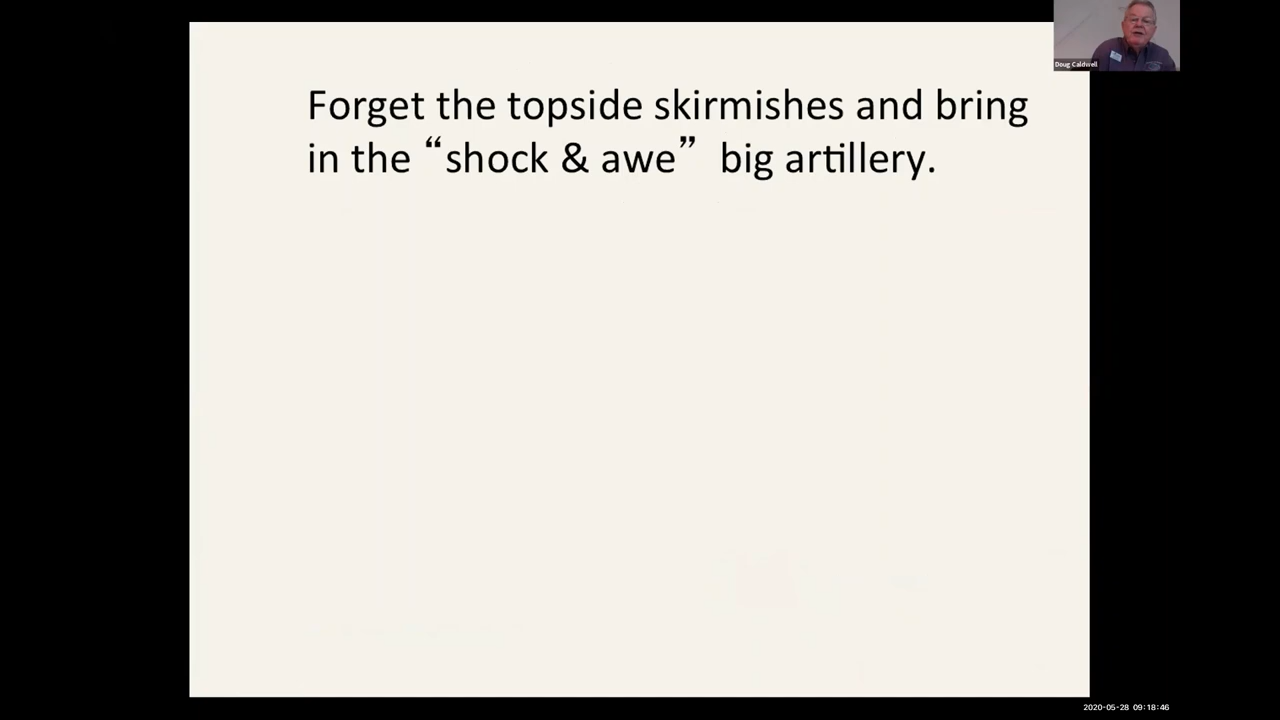 Doug Caldwell
Forget the topside skirmishes and bring
in the “shock & awe” big artillery.
2020-05-28 09:18:46